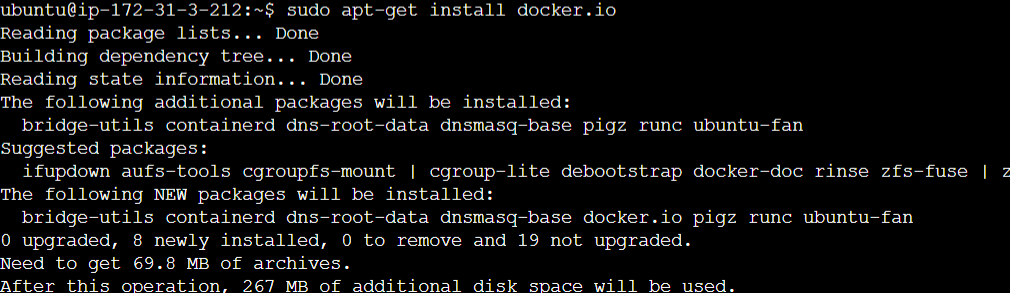 ubuntu@ip-172-31-3-212:~$ sudo apt-get install docker.io
Reading package lists... Done
Building dependency tree... Done
Reading state information... Done
The following additional packages will be installed:
  bridge-utils containerd dns-root-data dnsmasq-base pigz runc ubuntu-fan
Suggested packages:
  ifupdown aufs-tools cgroupfs-mount | cgroup-lite debootstrap docker-doc rinse zfs-fuse | z
The following NEW packages will be installed:
  bridge-utils containerd dns-root-data dnsmasq-base docker.io pigz runc ubuntu-fan
0 upgraded, 8 newly installed, 0 to remove and 19 not upgraded.
Need to get 69.8 MB of archives.
After this operation, 267 MB of additional disk space will be used.